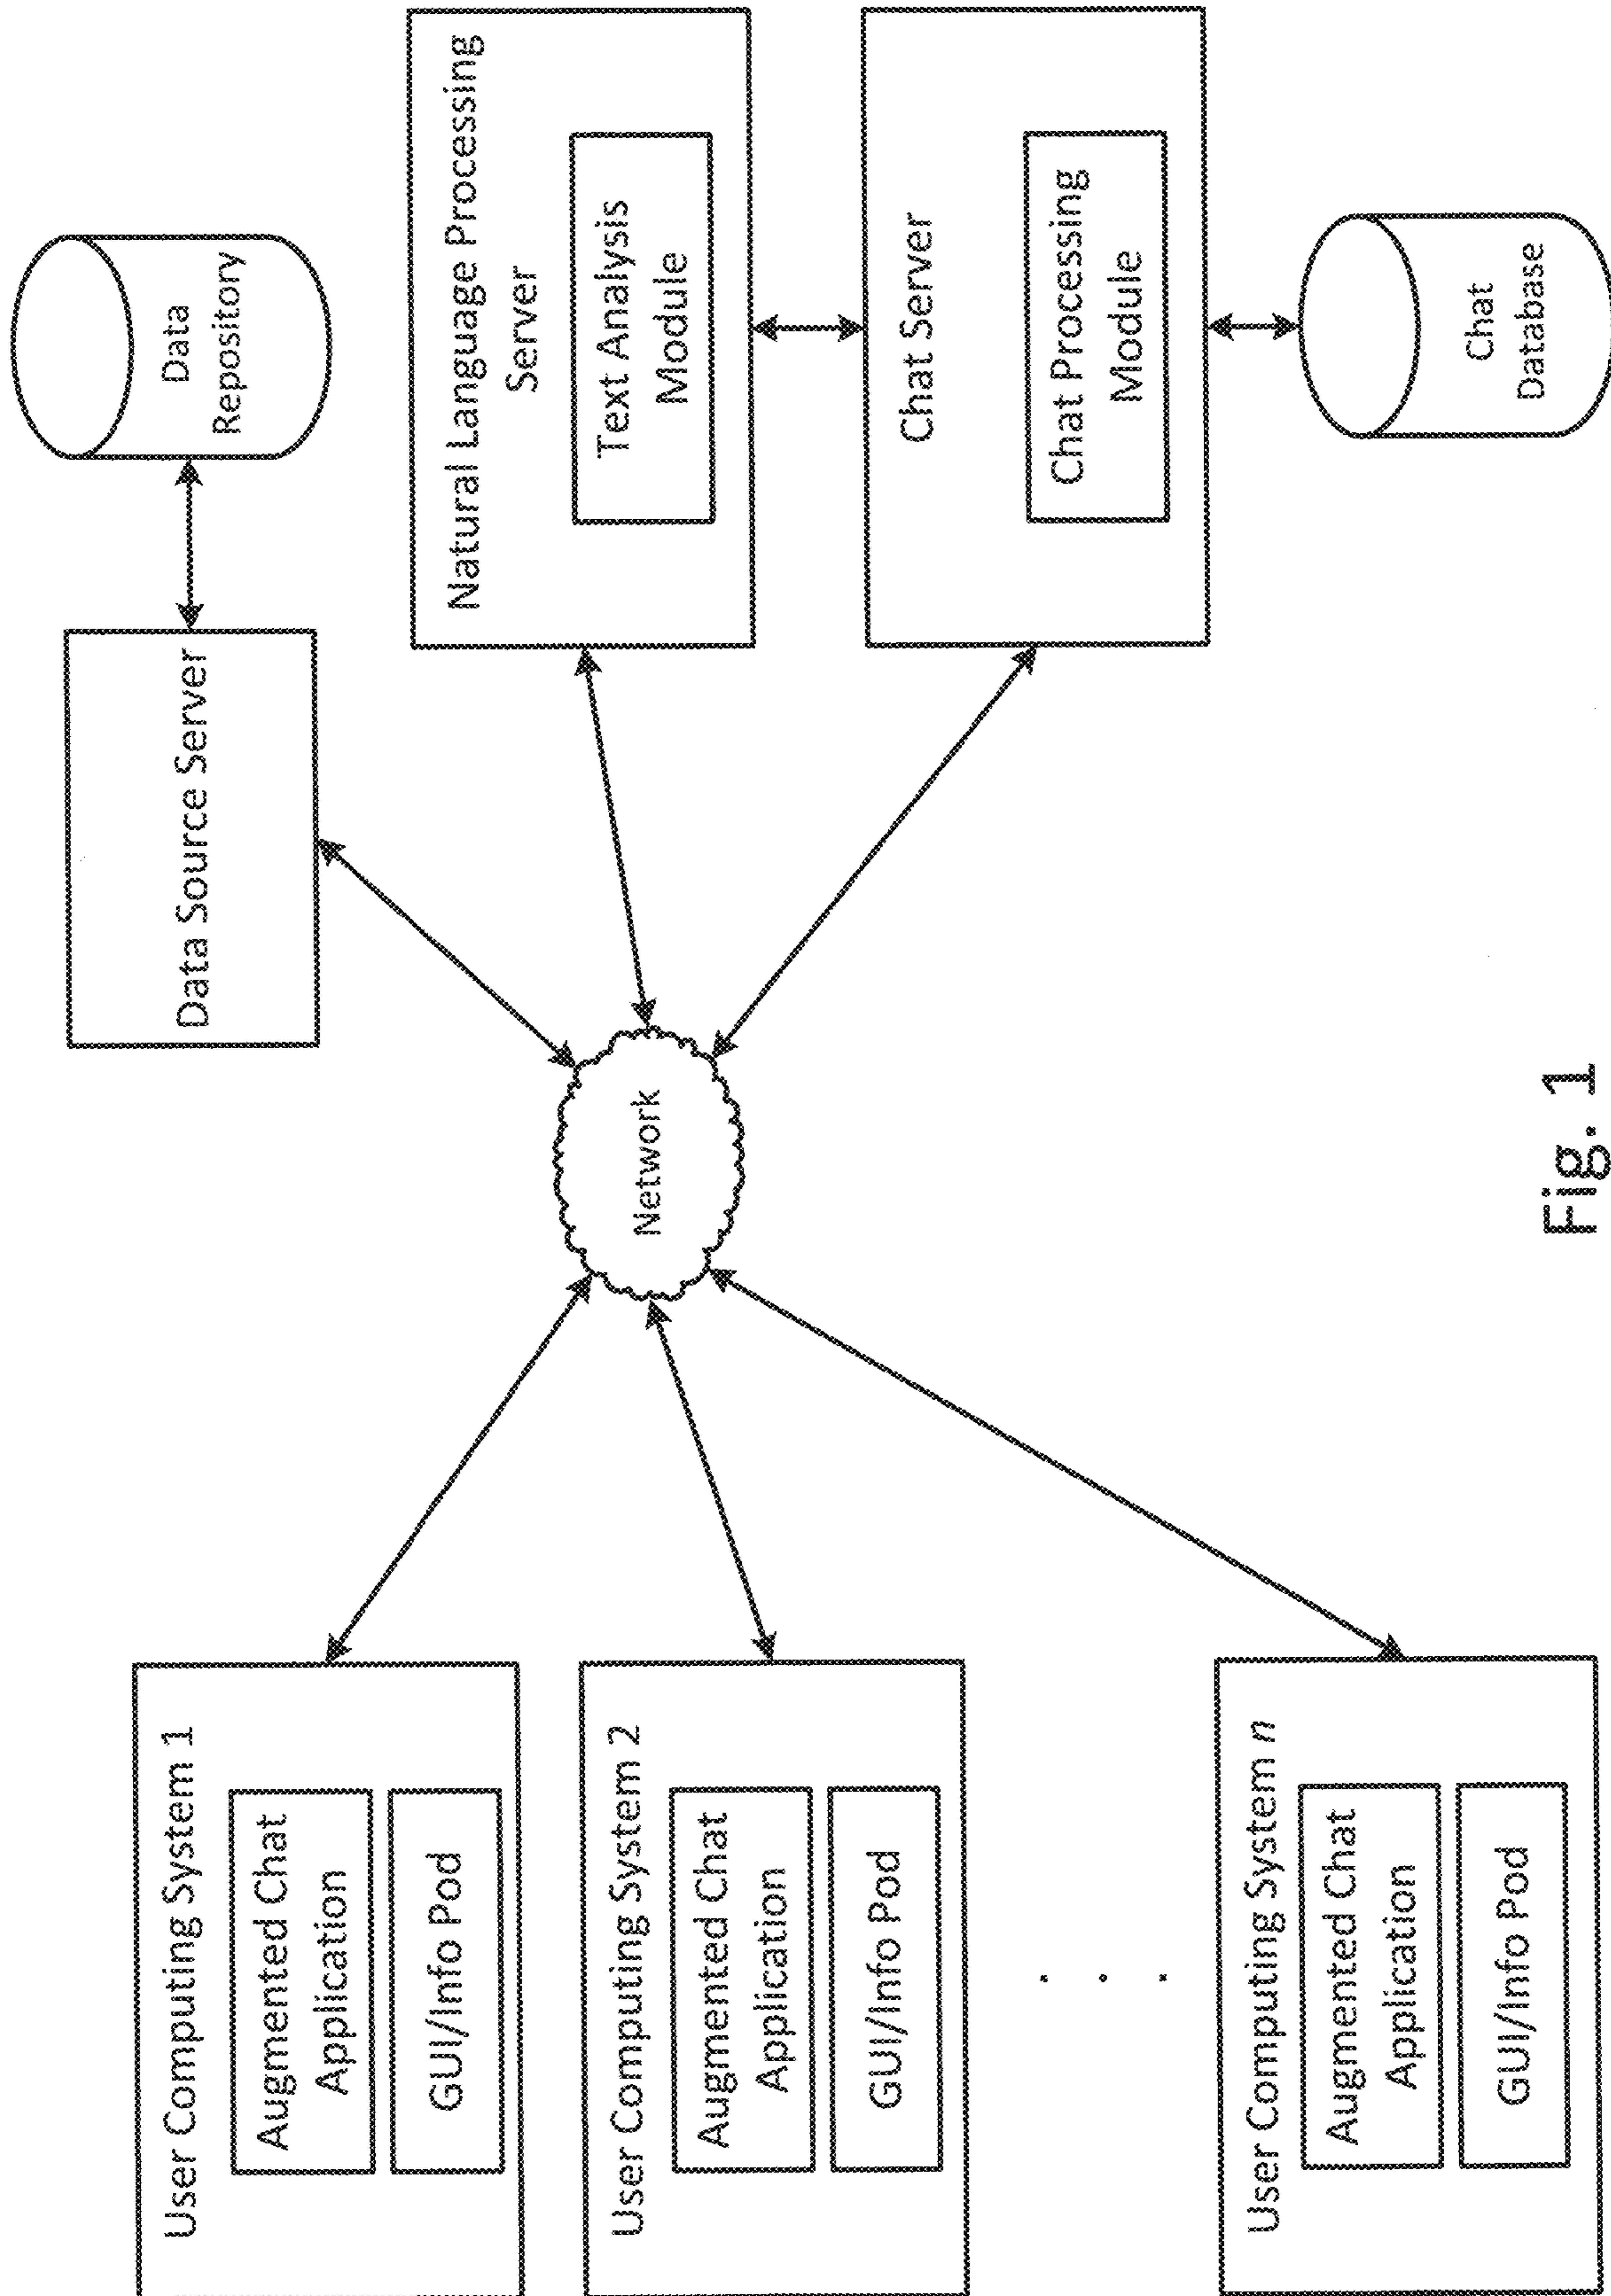 User Computing System 1
Augmented Chat
Application
GUI/Info Pod
User Computing System 2
Augmented Chat
Application
GUI/Info Pod
. . .
User Computing System n
Augmented Chat
Application
GUI/Info Pod
Network
Data Source Server
Data
Repository
Natural Language Processing
Server
Text Analysis
Module
Chat Server
Chat Processing
Module
Chat
Database
Fig. 1